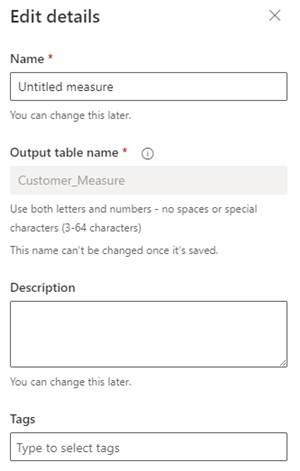 Edit details
Name *
Untitled measure
You can change this later.
Output table name *
Customer_Measure
Use both letters and numbers - no spaces or special
characters (3-64 characters)
This name can't be changed once it's saved.
Description
You can change this later.
Tags
Type to select tags